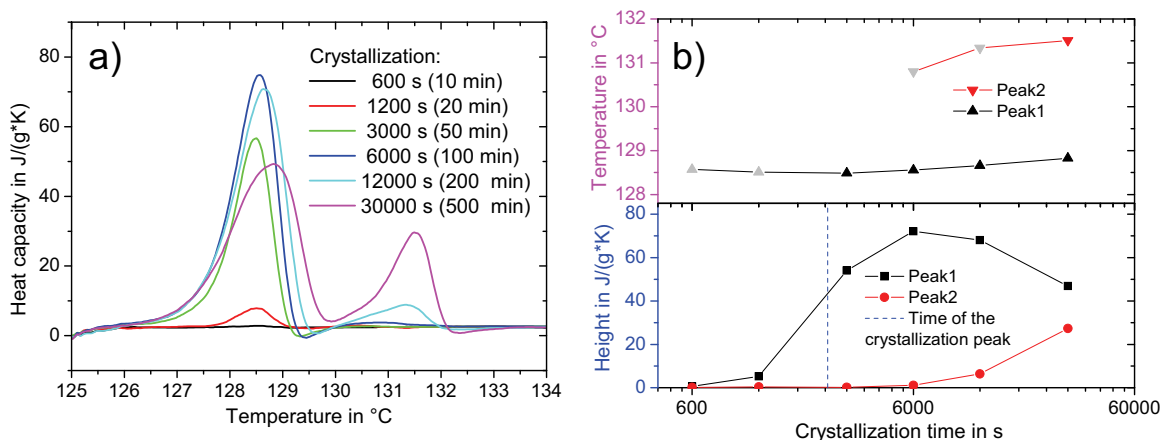 a)
Crystallization:
600 s (10 min)
1200 s (20 min)
3000 s (50 min)
6000 s (100 min)
12000 s (200 min)
30000 s (500 min)
80
60
40
20
0
Heat capacity in J/(g*K)
125 126 127 128 129 130 131 132 133 134
Temperature in °C
b)
132
131
129
128
Temperature in °C
Peak2
Peak1
80
60
40
20
0
Height in J/(g*K)
Peak1
Peak2
Time of the
crystallization peak
600 6000 60000
Crystallization time in s